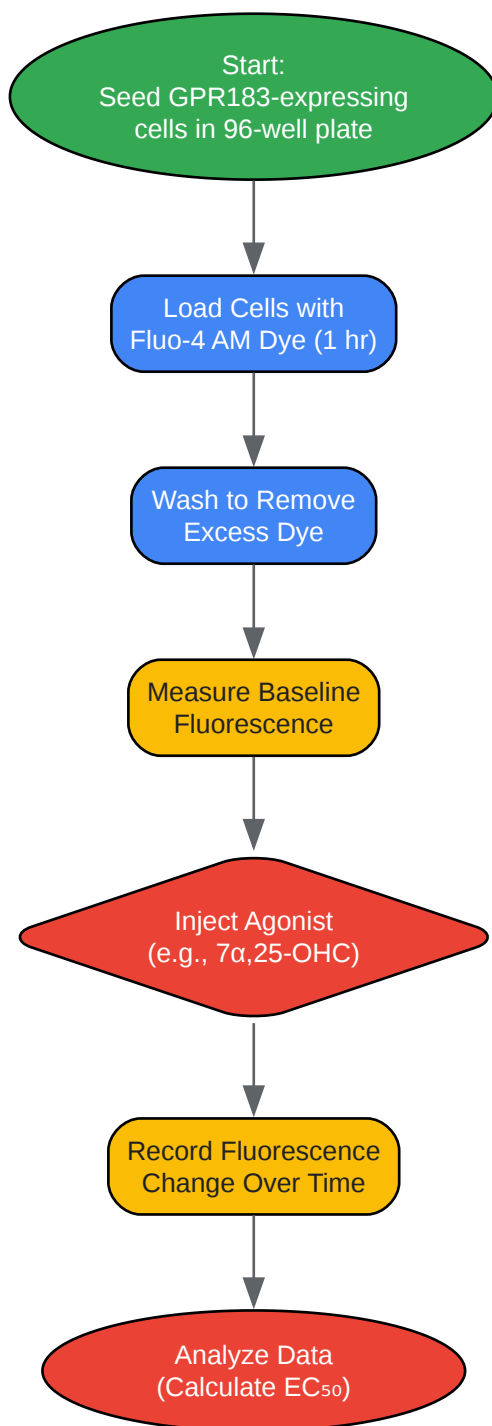 Start:
Seed GPR183-expressing
cells in 96-well plate
Load Cells with
Fluo-4 AM Dye (1 hr)
Wash to Remove
Excess Dye
Measure Baseline
Fluorescence
Inject Agonist
(e.g., 7α,25-OHC)
Record Fluorescence
Change Over Time
Analyze Data
(Calculate EC₅₀)